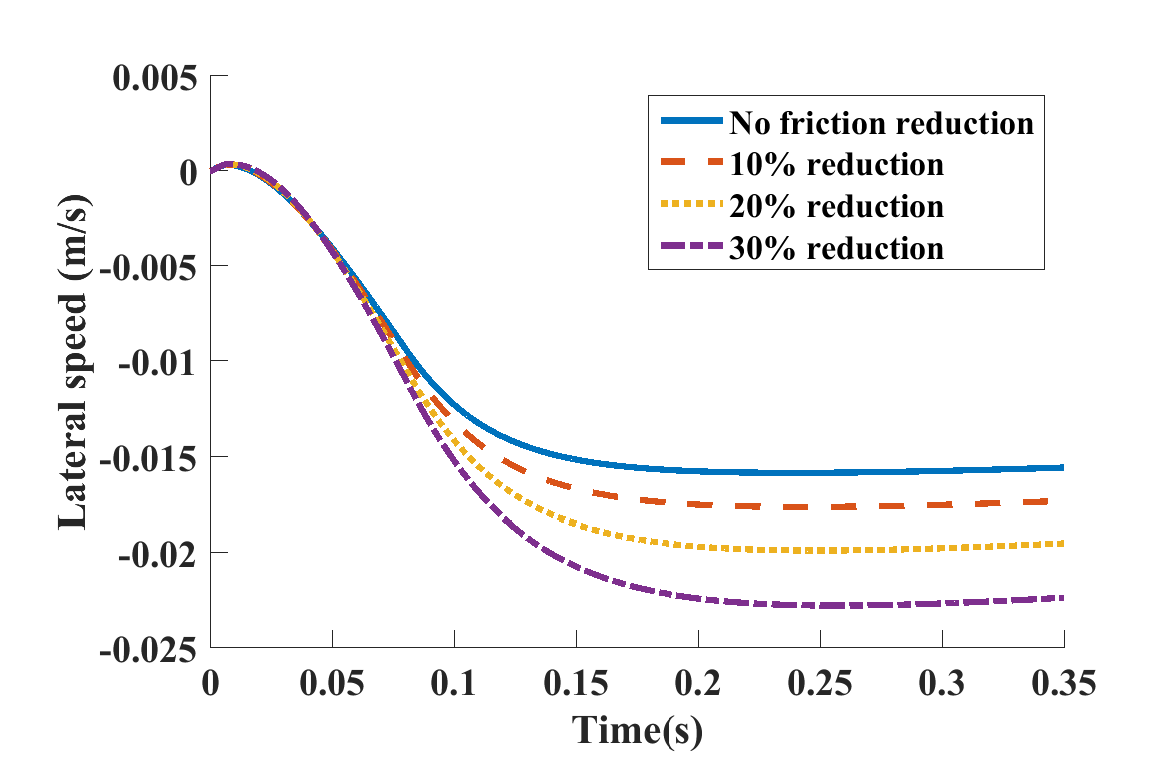 0.005
0
-0.005
-0.01
-0.015
-0.02
-0.025
Lateral speed (m/s)
No friction reduction
10% reduction
20% reduction
30% reduction
0 0.05 0.1 0.15 0.2 0.25 0.3 0.35
Time(s)